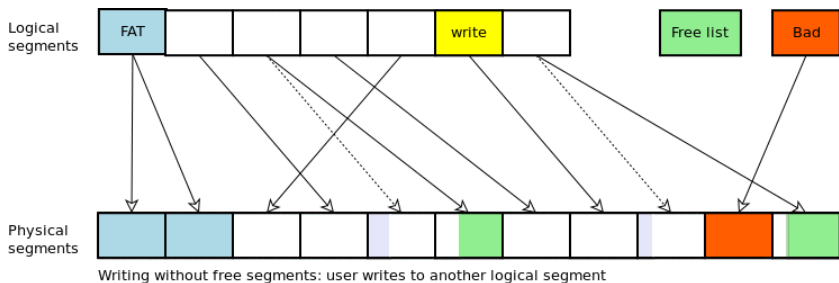 Logical
segments
FAT
write
Free list
Bad
Physical
segments
Writing without free segments: user writes to another logical segment